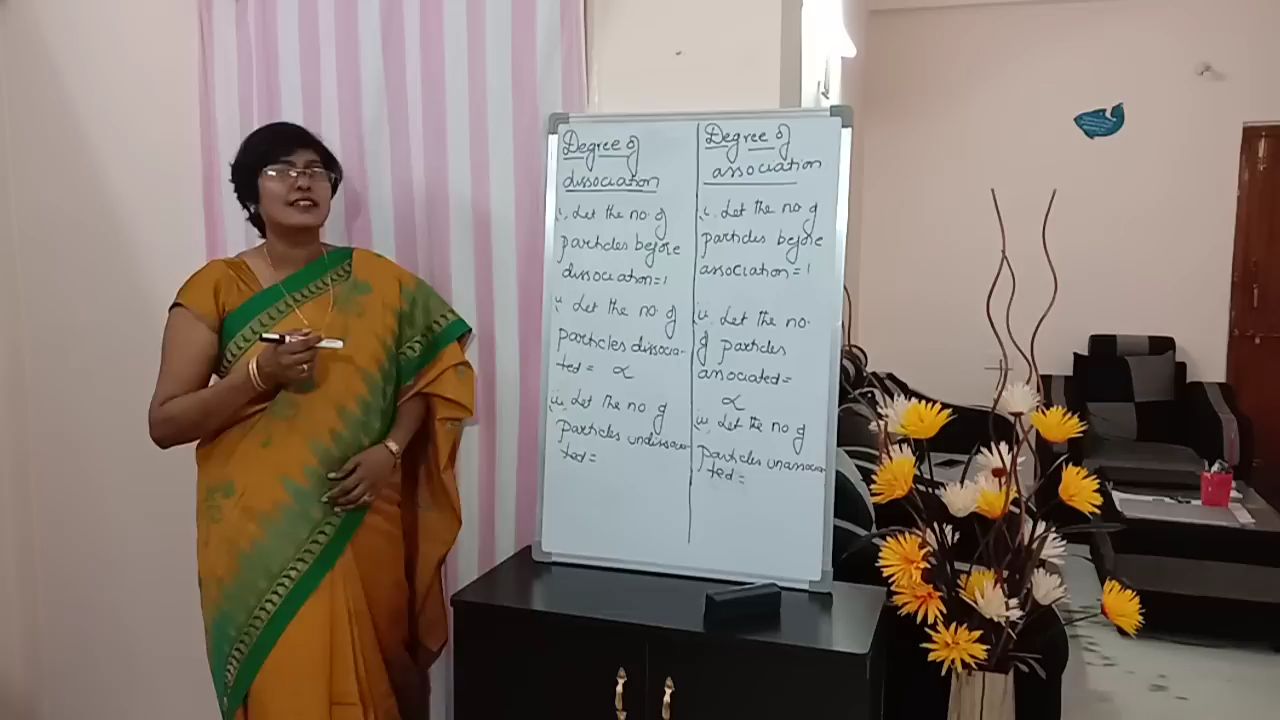 Degree of
dissociation
i, Let the no. of
particles before
dissociation=1
ii, Let the no. of
particles dissocia-
ted = α
iii, Let the no of
particles undissocia-
ted =
Degree of
association
i. Let the no of
particles before
association = 1
ii. Let the no.
of particles
associated =
α
iii, Let the no of
particles unassocia-
ted =